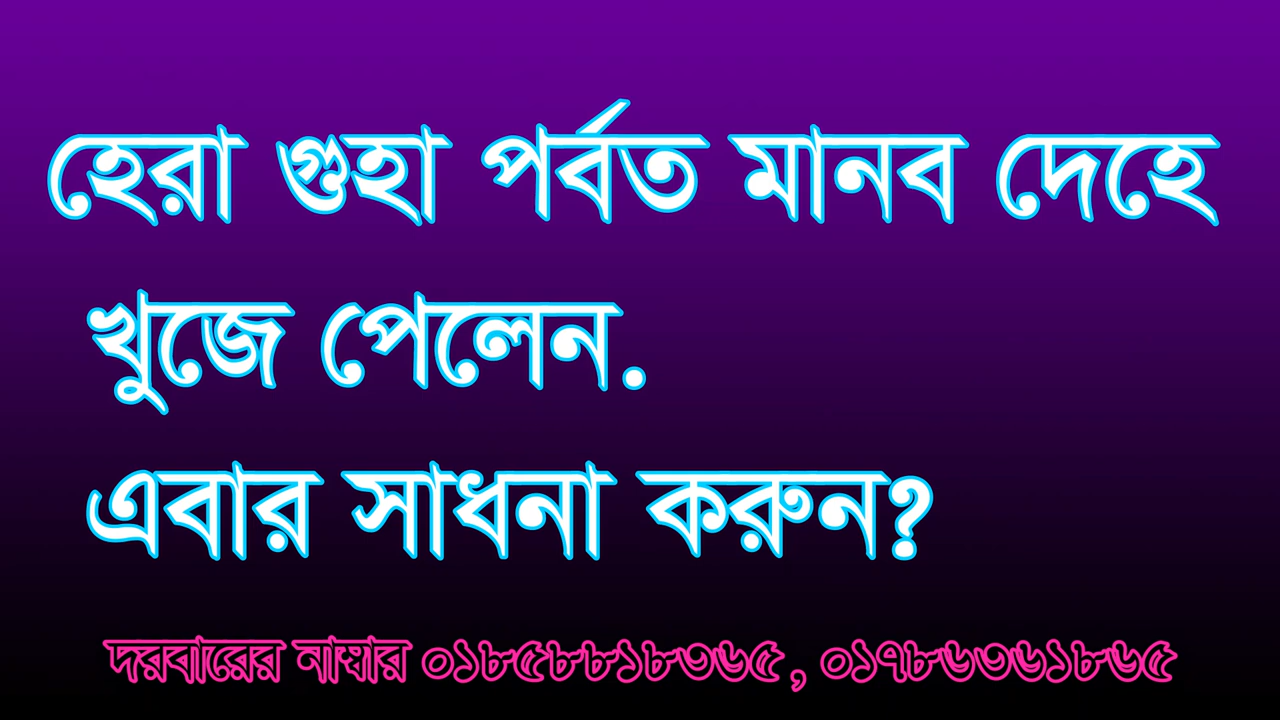 হেরা গুহা পর্বত মানব দেহে
খুজে পেলেন.
এবার সাধনা করুন?
দরবারের নাম্বার ০১৮৫৮৮১৮৩৬৫, ০১৭৮৬৩৬১৮৬৫